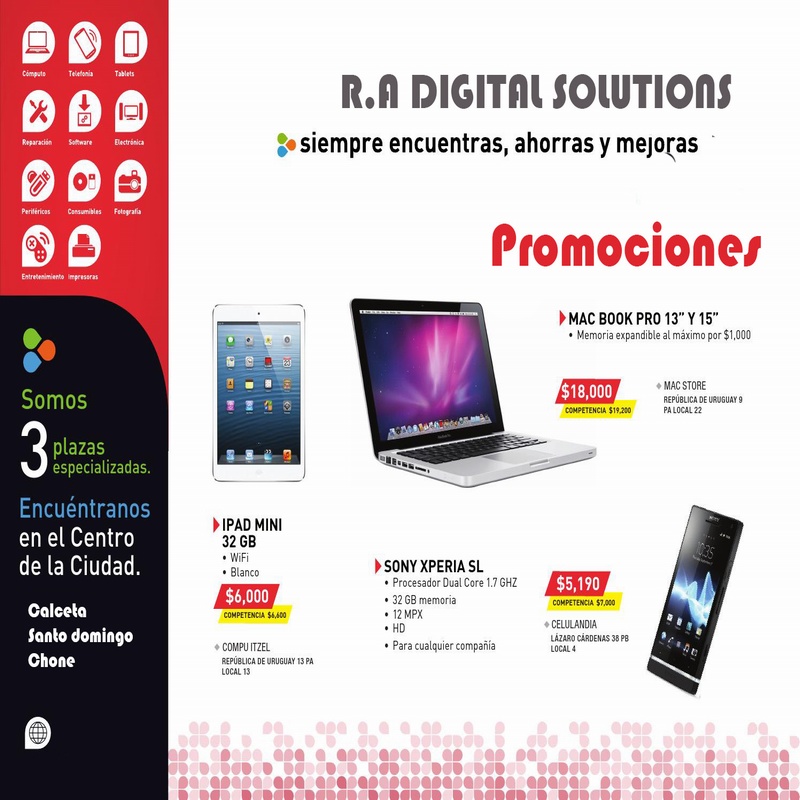 Cómputo Telefonía Tablets
Reparación Software Electrónica
Periféricos Consumibles Fotografía
Entretenimiento Impresoras
Somos
3 plazas
especializadas.
Encuéntranos
en el Centro
de la Ciudad.
Calceta
Santo domingo
Chone
R.A DIGITAL SOLUTIONS
siempre encuentras, ahorras y mejoras
Promociones
MAC BOOK PRO 13” Y 15”
• Memoria expandible al máximo por $1,000
$18,000
COMPETENCIA $19,200
MAC STORE
REPÚBLICA DE URUGUAY 9
PA LOCAL 22
IPAD MINI
32 GB
• WiFi
• Blanco
$6,000
COMPETENCIA $6,600
COMPU ITZEL
REPÚBLICA DE URUGUAY 13 PA
LOCAL 13
SONY XPERIA SL
• Procesador Dual Core 1.7 GHZ
• 32 GB memoria
• 12 MPX
• HD
• Para cualquier compañía
$5,190
COMPETENCIA $7,000
CELULANDIA
LÁZARO CÁRDENAS 38 PB
LOCAL 4